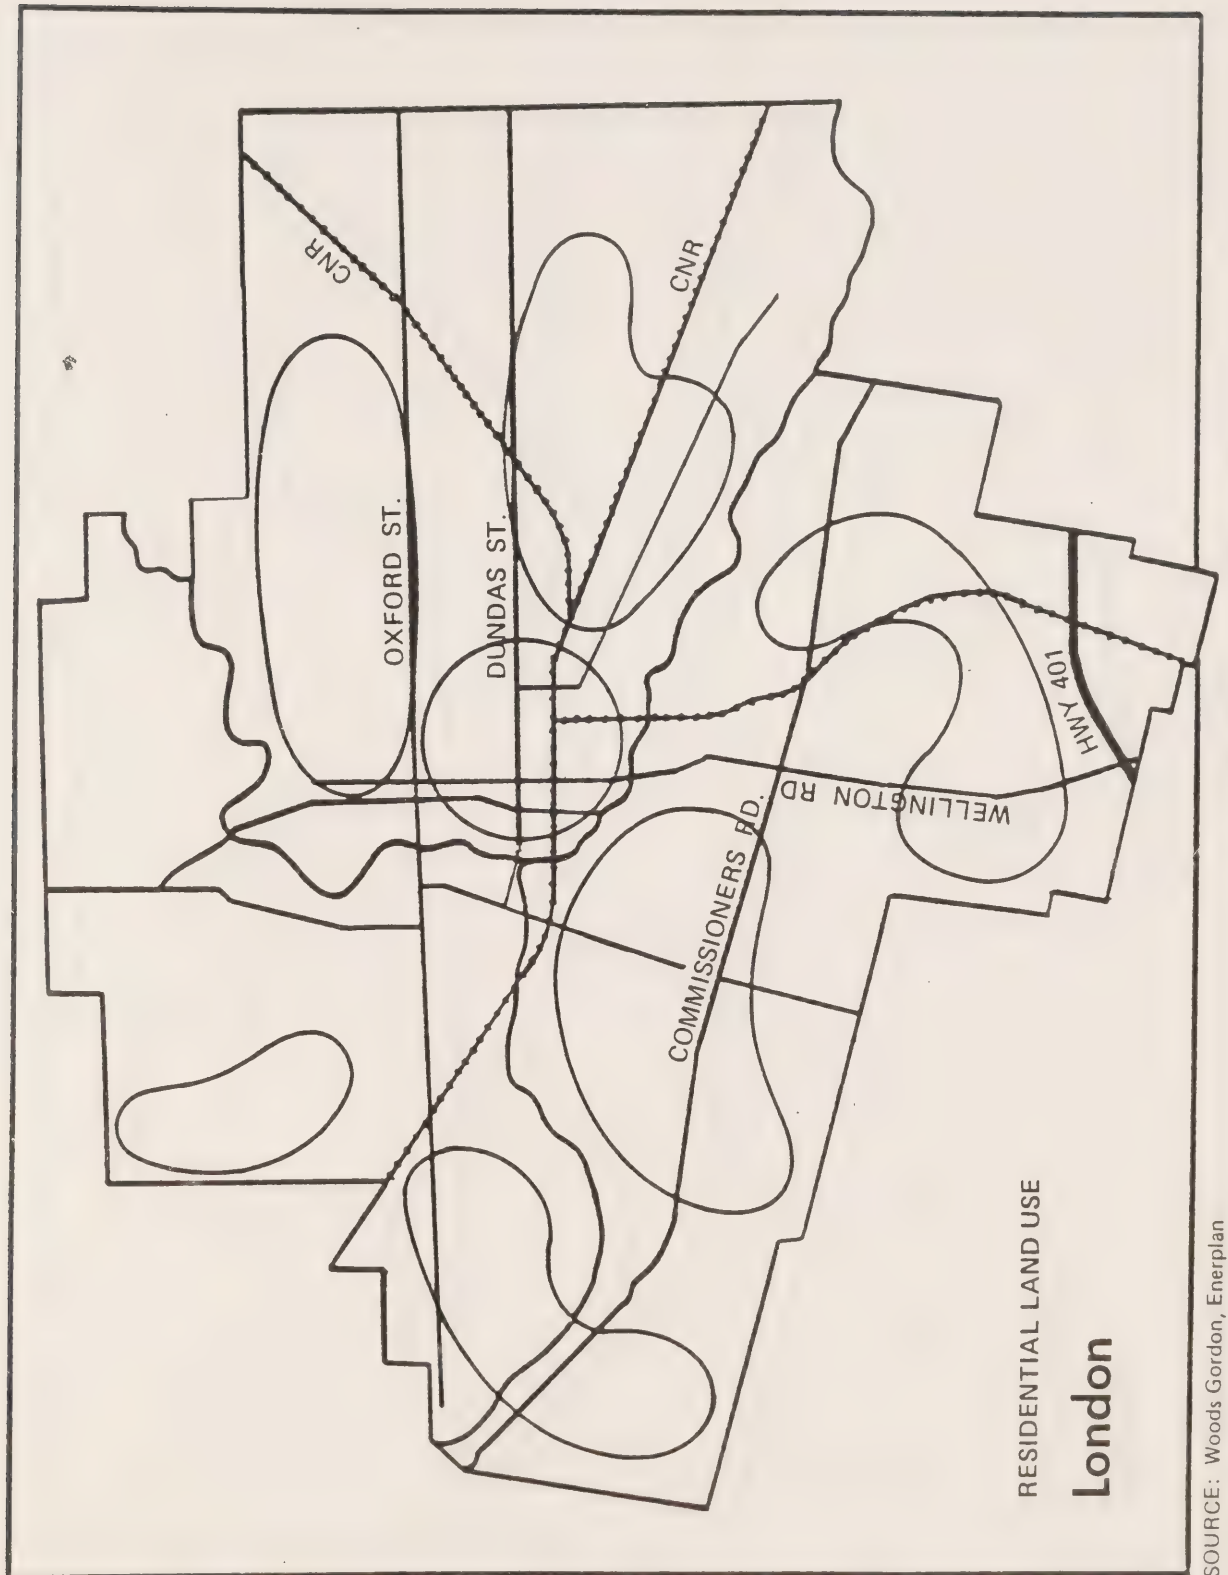 CNR
CNR
OXFORD ST.
DUNDAS ST.
HWY 401
WELLINGTON RD
COMMISSIONERS RD.
RESIDENTIAL LAND USE
London
SOURCE: Woods Gordon, Enerplan